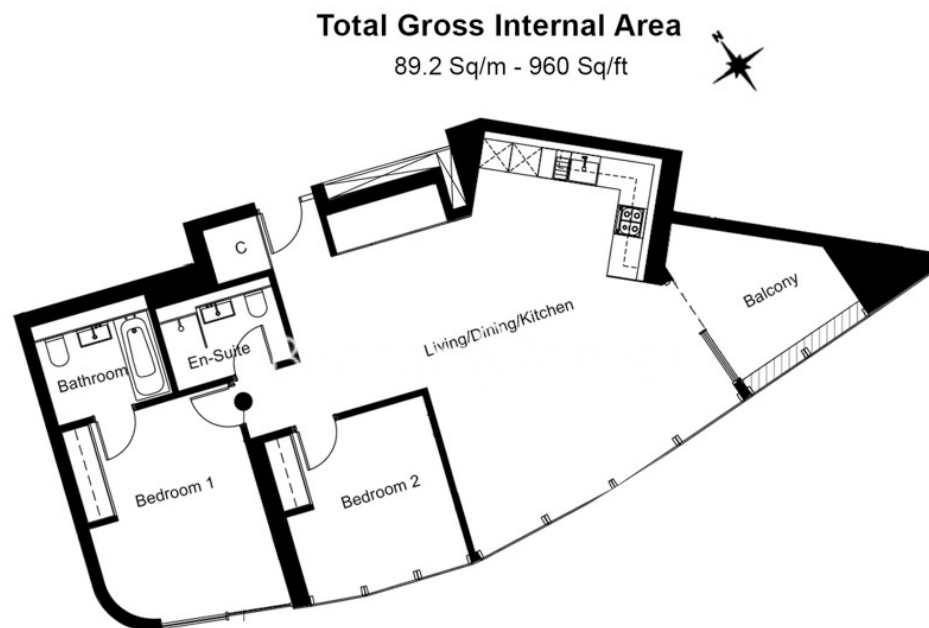 Total Gross Internal Area
89.2 Sq/m - 960 Sq/ft
N
C
Balcony
Living/Dining/Kitchen
En-Suite
Bathroom
Bedroom 1
Bedroom 2